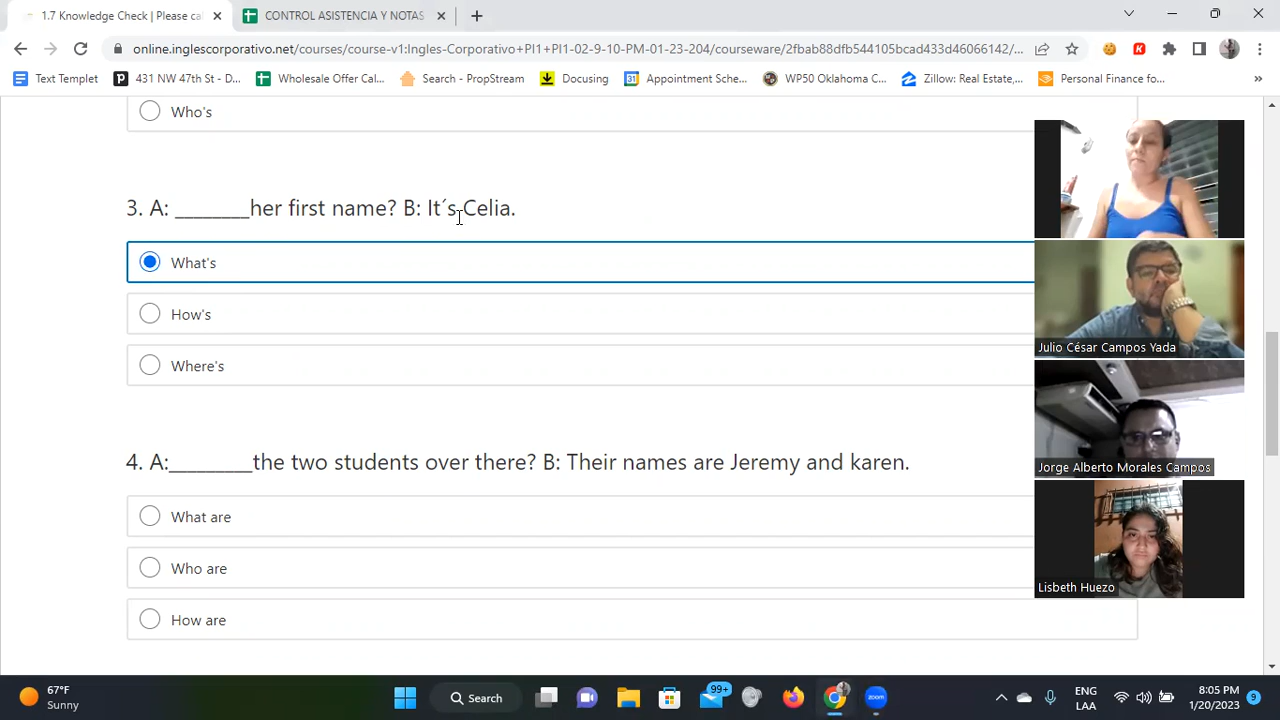 1.7 Knowledge Check | Please ca
CONTROL ASISTENCIA Y NOTAS
online.inglescorporativo.net/courses/course-v1:Ingles-Corporativo+PI1+PI1-02-9-10-PM-01-23-204/courseware/2fbab88dfb544105bcad433d46066142/...
Text Templet
431 NW 47th St - D...
Wholesale Offer Cal...
Search - PropStream
Docusing
Appointment Sche...
WP50 Oklahoma C...
Zillow: Real Estate,...
Personal Finance fo...
»
Who's
3. A: ________her first name? B: It´s Celia.
What's
How's
Where's
4. A:_________the two students over there? B: Their names are Jeremy and karen.
What are
Who are
How are
Julio César Campos Yada
Jorge Alberto Morales Campos
Lisbeth Huezo
67°F
Sunny
Search
99+
zoom
ENG
LAA
8:05 PM
1/20/2023
9